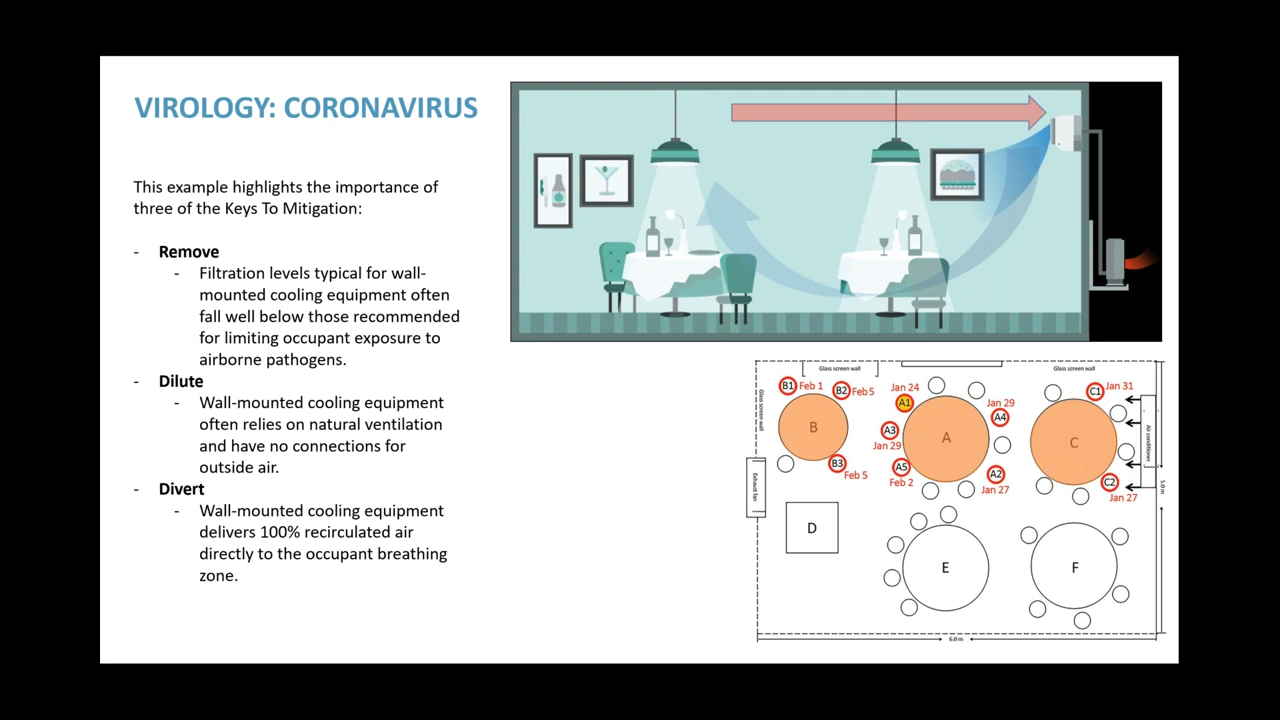 VIROLOGY: CORONAVIRUS
This example highlights the importance of
three of the Keys To Mitigation:
- Remove
- Filtration levels typical for wall-
mounted cooling equipment often
fall well below those recommended
for limiting occupant exposure to
airborne pathogens.
- Dilute
- Wall-mounted cooling equipment
often relies on natural ventilation
and have no connections for
outside air.
- Divert
- Wall-mounted cooling equipment
delivers 100% recirculated air
directly to the occupant breathing
zone.
Glass screen wall
Glass screen wall
Glass screen wall
B1 Feb 1
B2 Feb 5
B
B3
Feb 5
Jan 24
A1
Jan 29
A4
A3
Jan 29
A
A5
Feb 2
A2
Jan 27
C1 Jan 31
C
C2
Jan 27
Air conditioner
Exhaust fan
D
E
F
5.0 m
6.0 m